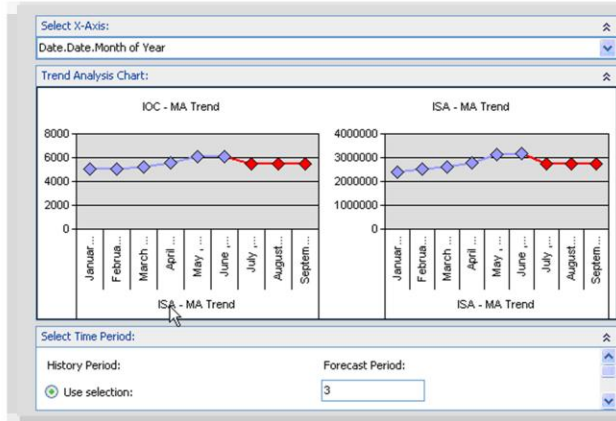 Select X-Axis:
Date.Date.Month of Year
Trend Analysis Chart:
IOC - MA Trend
8000
6000
4000
2000
0
Januar...
Februa...
March ...
April ...
May ,...
June ,...
July ,...
August...
Septem...
ISA - MA Trend
ISA - MA Trend
4000000
3000000
2000000
1000000
0
Januar...
Februa...
March ...
April ...
May ,...
June ,...
July ,...
August...
Septem...
ISA - MA Trend
Select Time Period:
History Period:
Forecast Period:
Use selection:
3